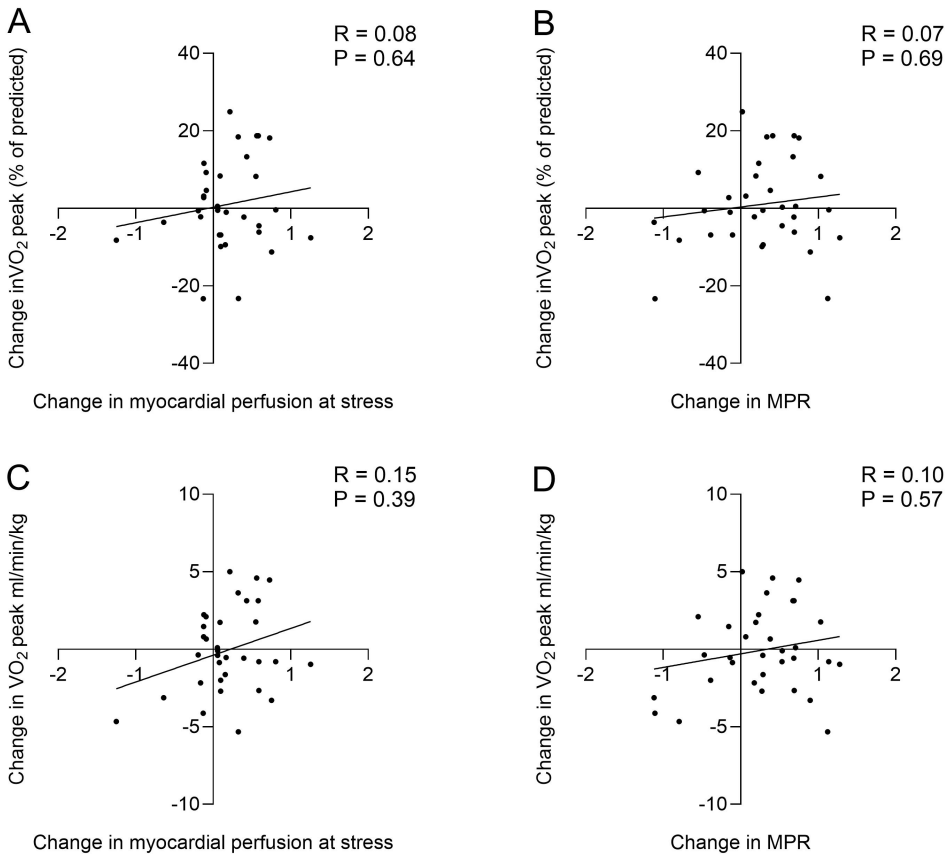 A
R = 0.08
P = 0.64
Change inVO2 peak (% of predicted)
40
20
-20
-40
-2
-1
1
2
Change in myocardial perfusion at stress
B
R = 0.07
P = 0.69
Change inVO2 peak (% of predicted)
40
20
-20
-40
-2
-1
1
2
Change in MPR
C
R = 0.15
P = 0.39
Change in VO2 peak ml/min/kg
10
5
-5
-10
-2
-1
1
2
Change in myocardial perfusion at stress
D
R = 0.10
P = 0.57
Change in VO2 peak ml/min/kg
10
5
-5
-10
-2
-1
1
2
Change in MPR